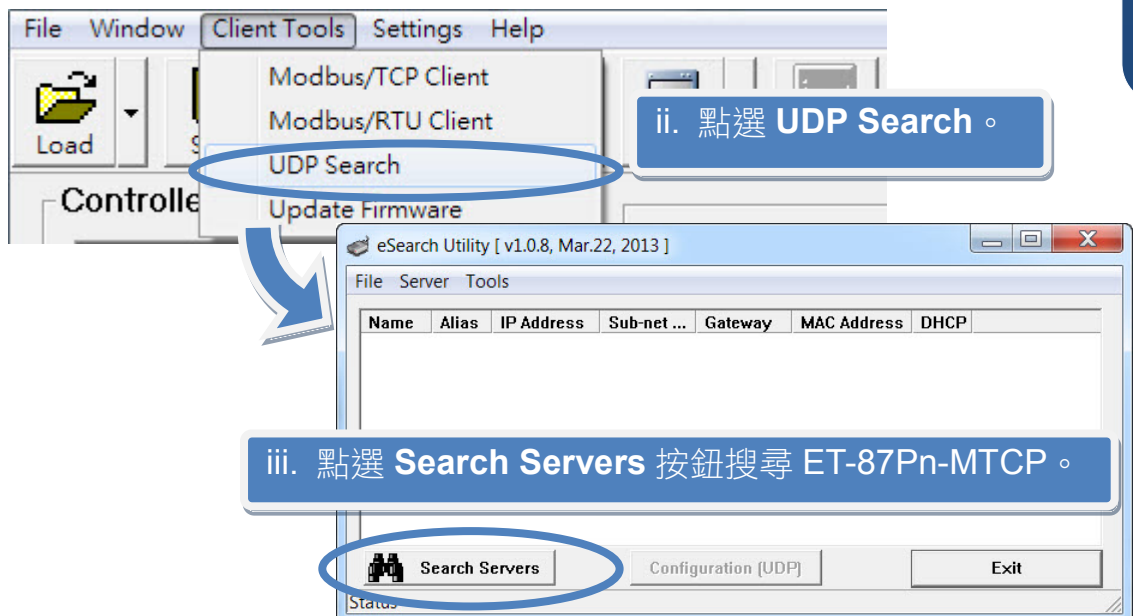 File Window Client Tools Settings Help
Modbus/TCP Client
Modbus/RTU Client
Load
UDP Search
ii. 點選 UDP Search。
Update Firmware
eSearch Utility [ v1.0.8, Mar.22, 2013 ]
File Server Tools
Name Alias IP Address Sub-net ... Gateway MAC Address DHCP
iii. 點選 Search Servers 按鈕搜尋 ET-87Pn-MTCP。
Search Servers Configuration (UDP) Exit
Status